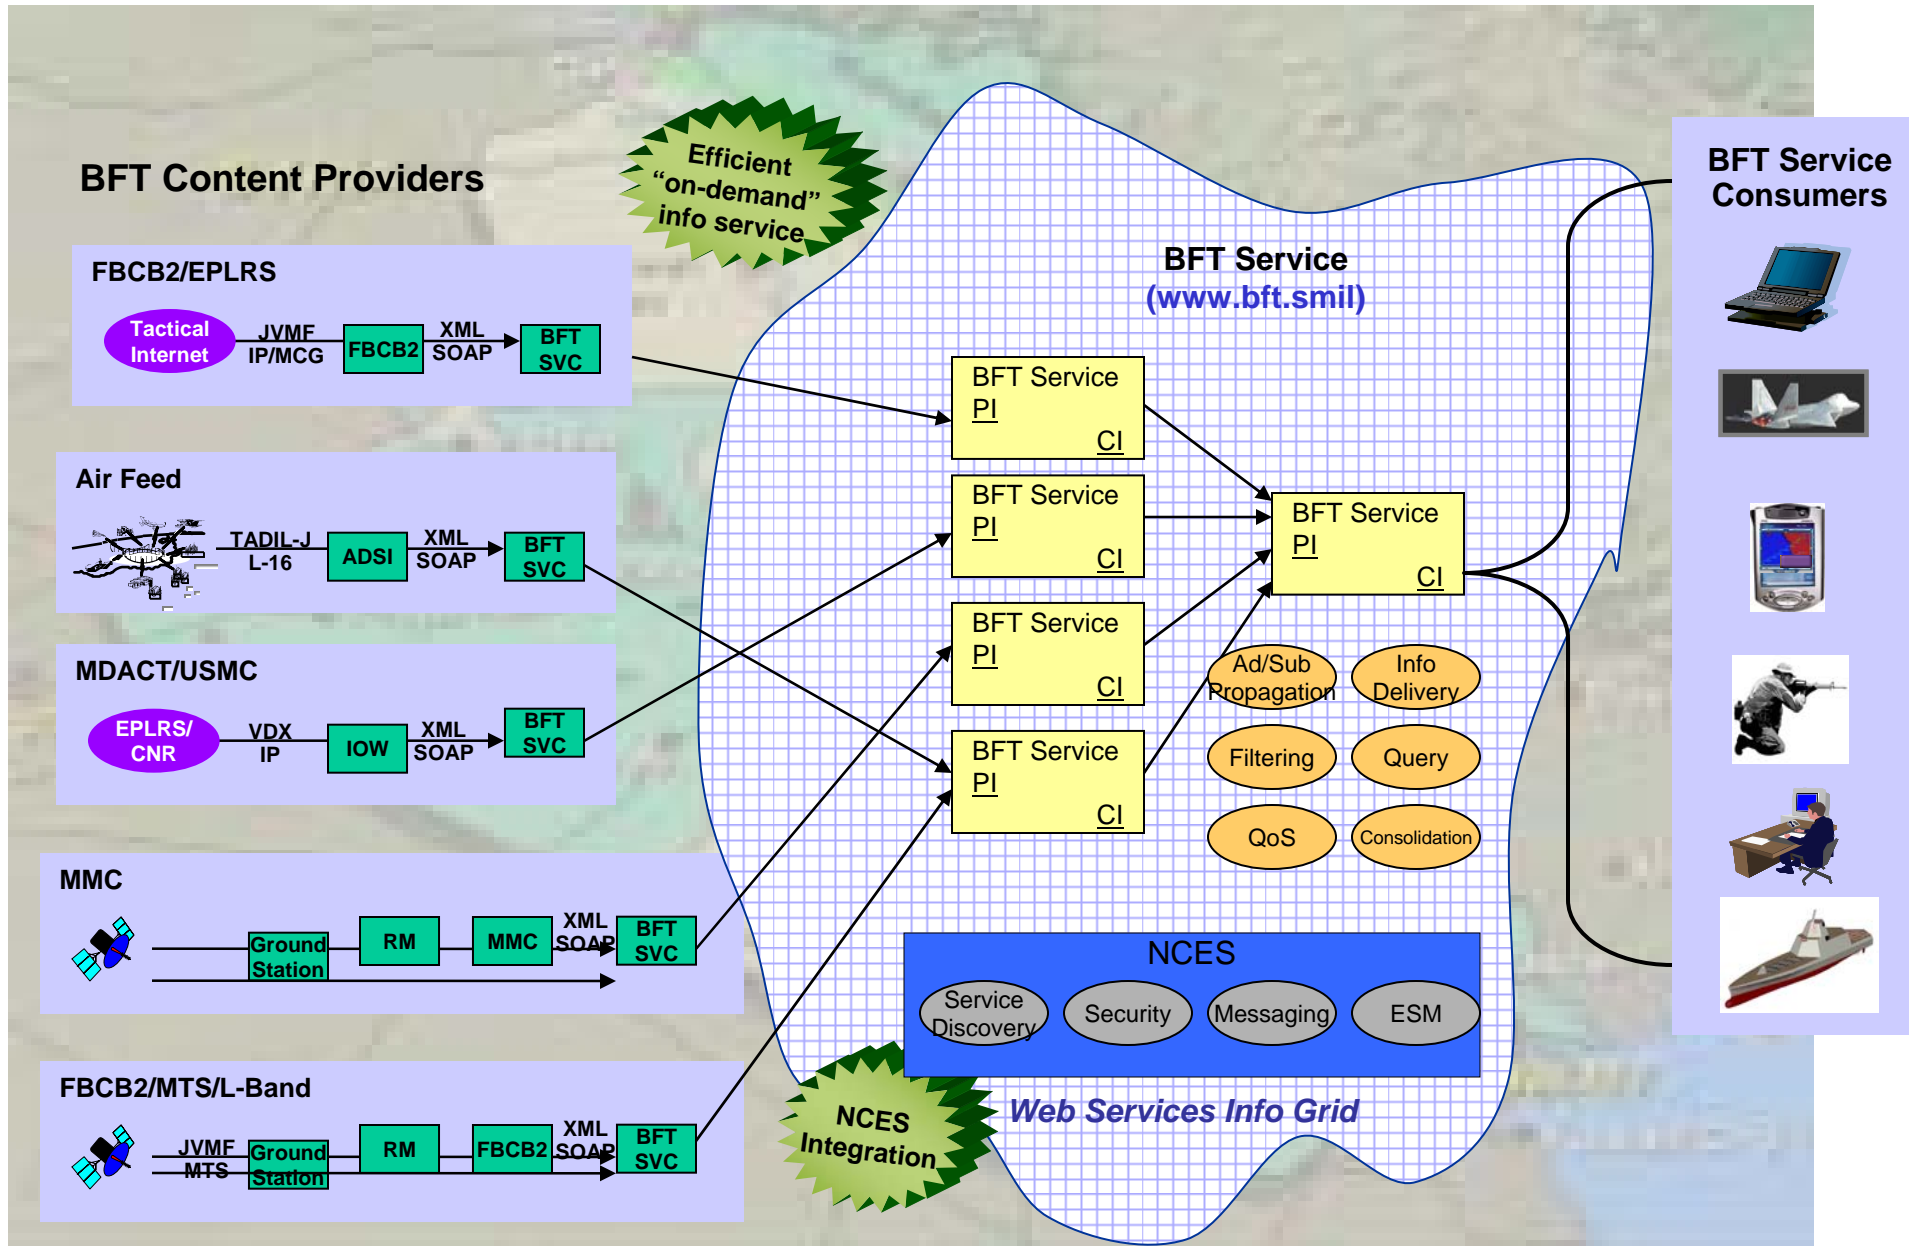 BFT Content Providers
Efficient
“on-demand”
info service
FBCB2/EPLRS
Tactical
Internet
JVMF
IP/MCG
FBCB2
XML
SOAP
BFT
SVC
Air Feed
TADIL-J
L-16
ADSI
XML
SOAP
BFT
SVC
MDACT/USMC
EPLRS/
CNR
VDX
IP
IOW
XML
SOAP
BFT
SVC
MMC
Ground
Station
RM
MMC
XML
SOAP
BFT
SVC
FBCB2/MTS/L-Band
JVMF
MTS
Ground
Station
RM
FBCB2
XML
SOAP
BFT
SVC
BFT Service
(www.bft.smil)
BFT Service
PI
CI
BFT Service
PI
CI
BFT Service
PI
CI
BFT Service
PI
CI
BFT Service
PI
CI
Ad/Sub
Propagation
Info
Delivery
Filtering
Query
QoS
Consolidation
NCES
Service
Discovery
Security
Messaging
ESM
NCES
Integration
Web Services Info Grid
BFT Service
Consumers